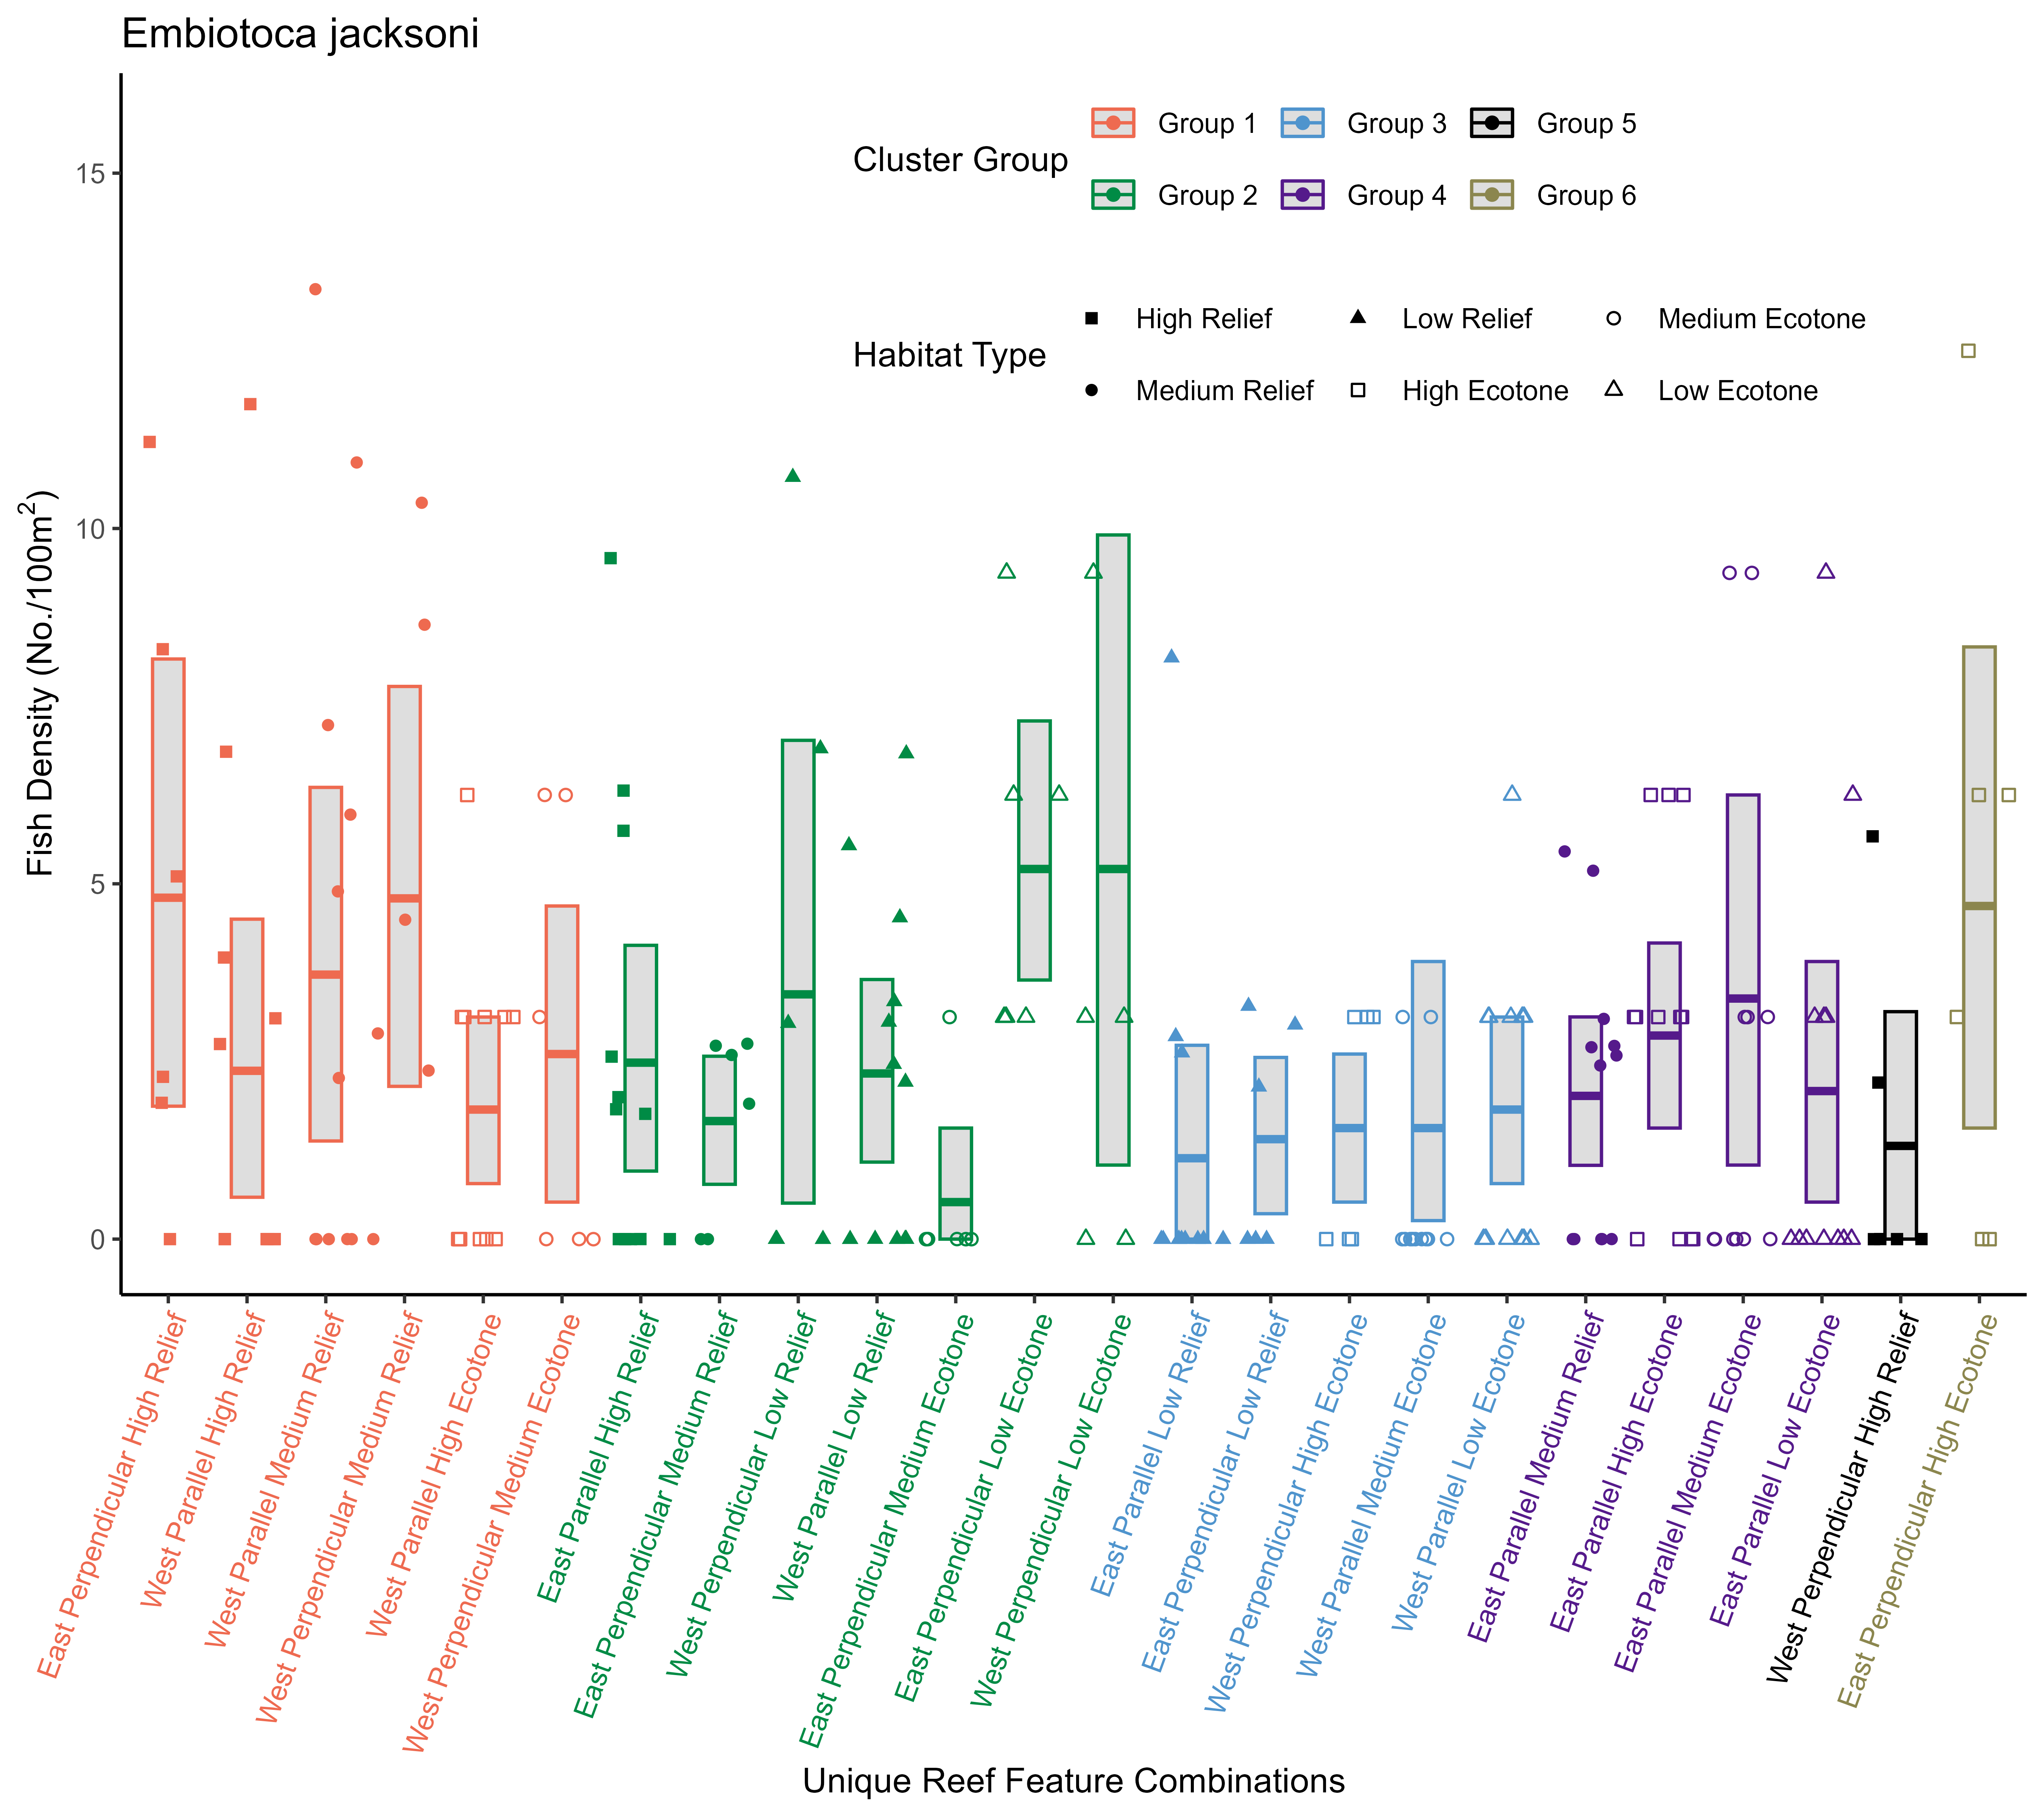 Embiotoca jacksoni
Cluster Group
Group 1
Group 3
Group 5
Group 2
Group 4
Group 6
Habitat Type
High Relief
Low Relief
Medium Ecotone
Medium Relief
High Ecotone
Low Ecotone
Fish Density (No./100m²)
15
10
5
0
East Perpendicular High Relief
West Parallel High Relief
West Parallel Medium Relief
West Perpendicular Medium Relief
West Parallel High Ecotone
West Perpendicular Medium Ecotone
East Parallel High Relief
East Perpendicular Medium Relief
West Perpendicular Low Relief
West Parallel Low Relief
East Perpendicular Medium Ecotone
East Perpendicular Low Ecotone
West Perpendicular Low Ecotone
East Parallel Low Relief
East Perpendicular Low Relief
West Perpendicular High Ecotone
West Parallel Medium Ecotone
West Parallel Low Ecotone
East Parallel Medium Relief
East Parallel High Ecotone
East Parallel Medium Ecotone
East Parallel Low Ecotone
West Perpendicular High Relief
East Perpendicular High Ecotone
Unique Reef Feature Combinations